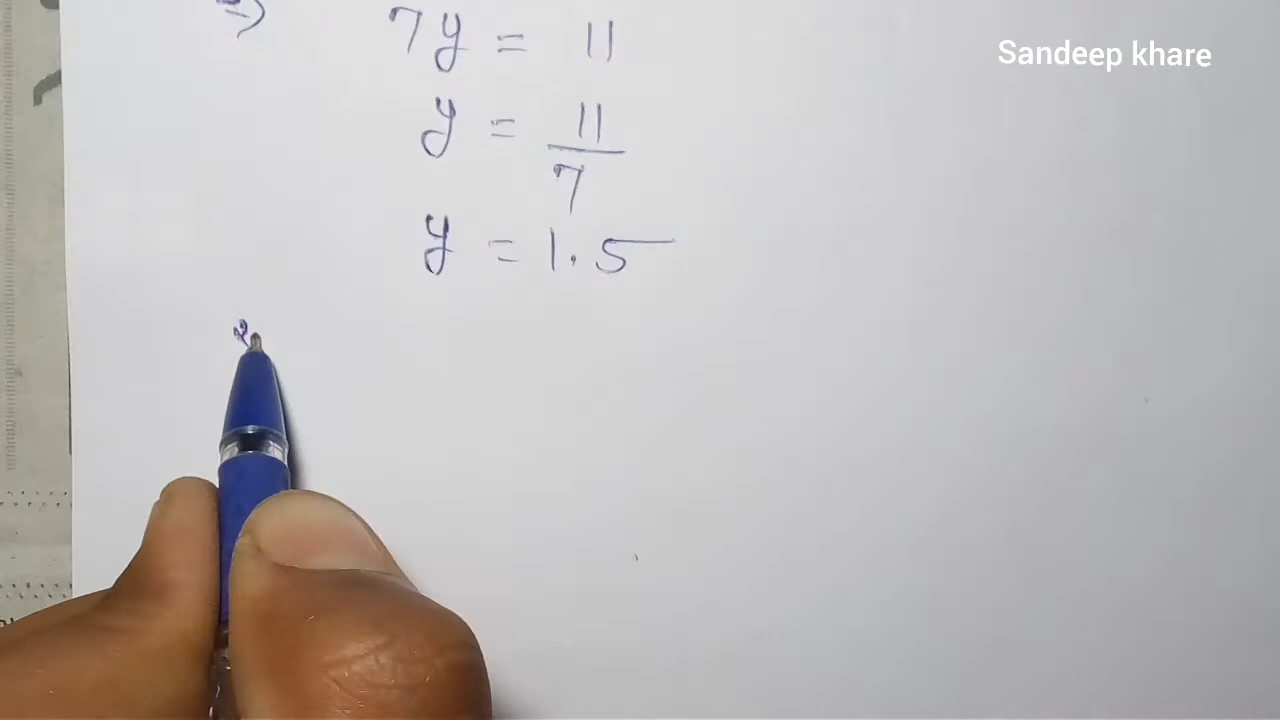 ⇒ 7y = 11
Sandeep khare
y = 11/7
y = 1.5